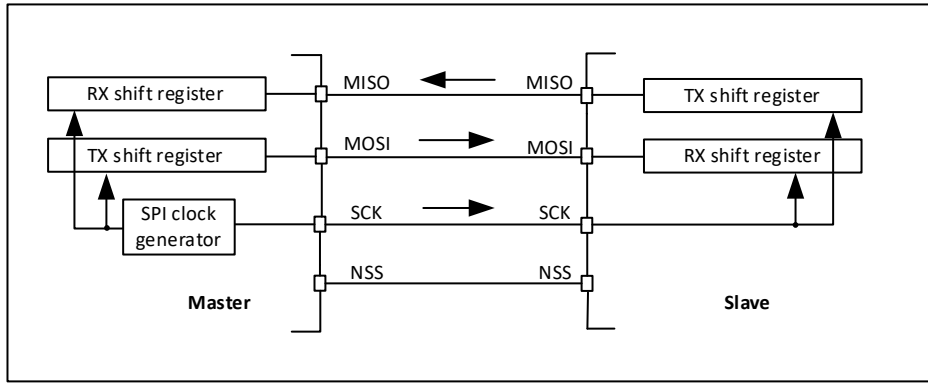 RX shift register
MISO
MISO
TX shift register
TX shift register
MOSI
MOSI
RX shift register
SPI clock
generator
SCK
SCK
NSS
NSS
Master
Slave